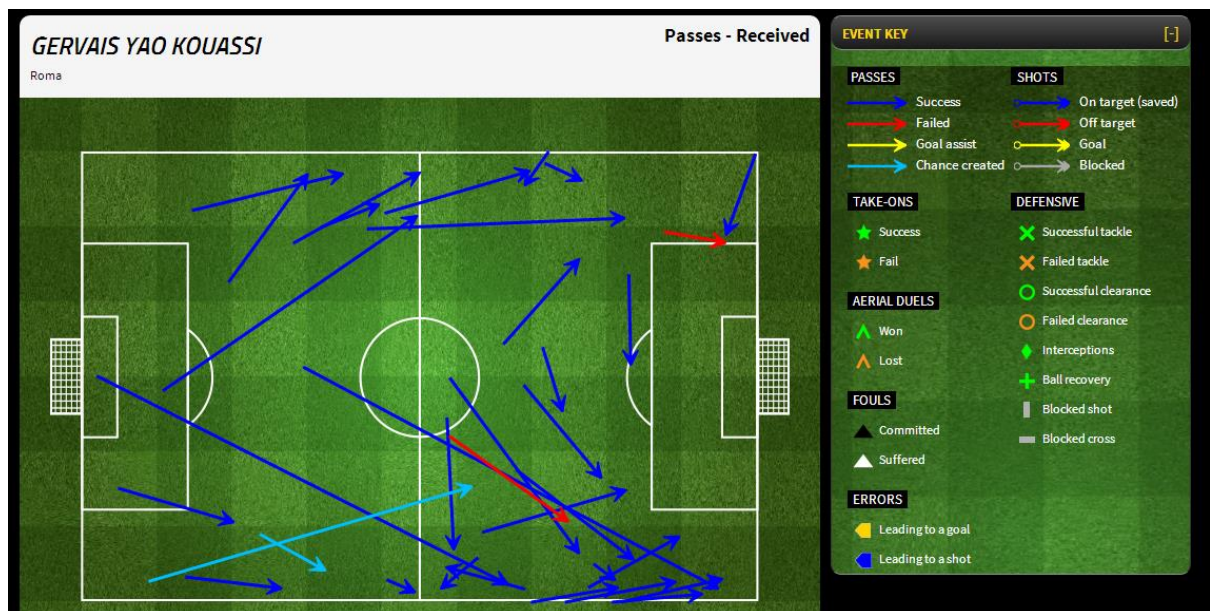 GERVAIS YAO KOUASSI
Roma
Passes - Received
EVENT KEY [-]
PASSES
Success
Failed
Goal assist
Chance created
SHOTS
On target (saved)
Off target
Goal
Blocked
TAKE-ONS
Success
Fail
AERIAL DUELS
Won
Lost
FOULS
Committed
Suffered
ERRORS
Leading to a goal
Leading to a shot
DEFENSIVE
Successful tackle
Failed tackle
Successful clearance
Failed clearance
Interceptions
Ball recovery
Blocked shot
Blocked cross